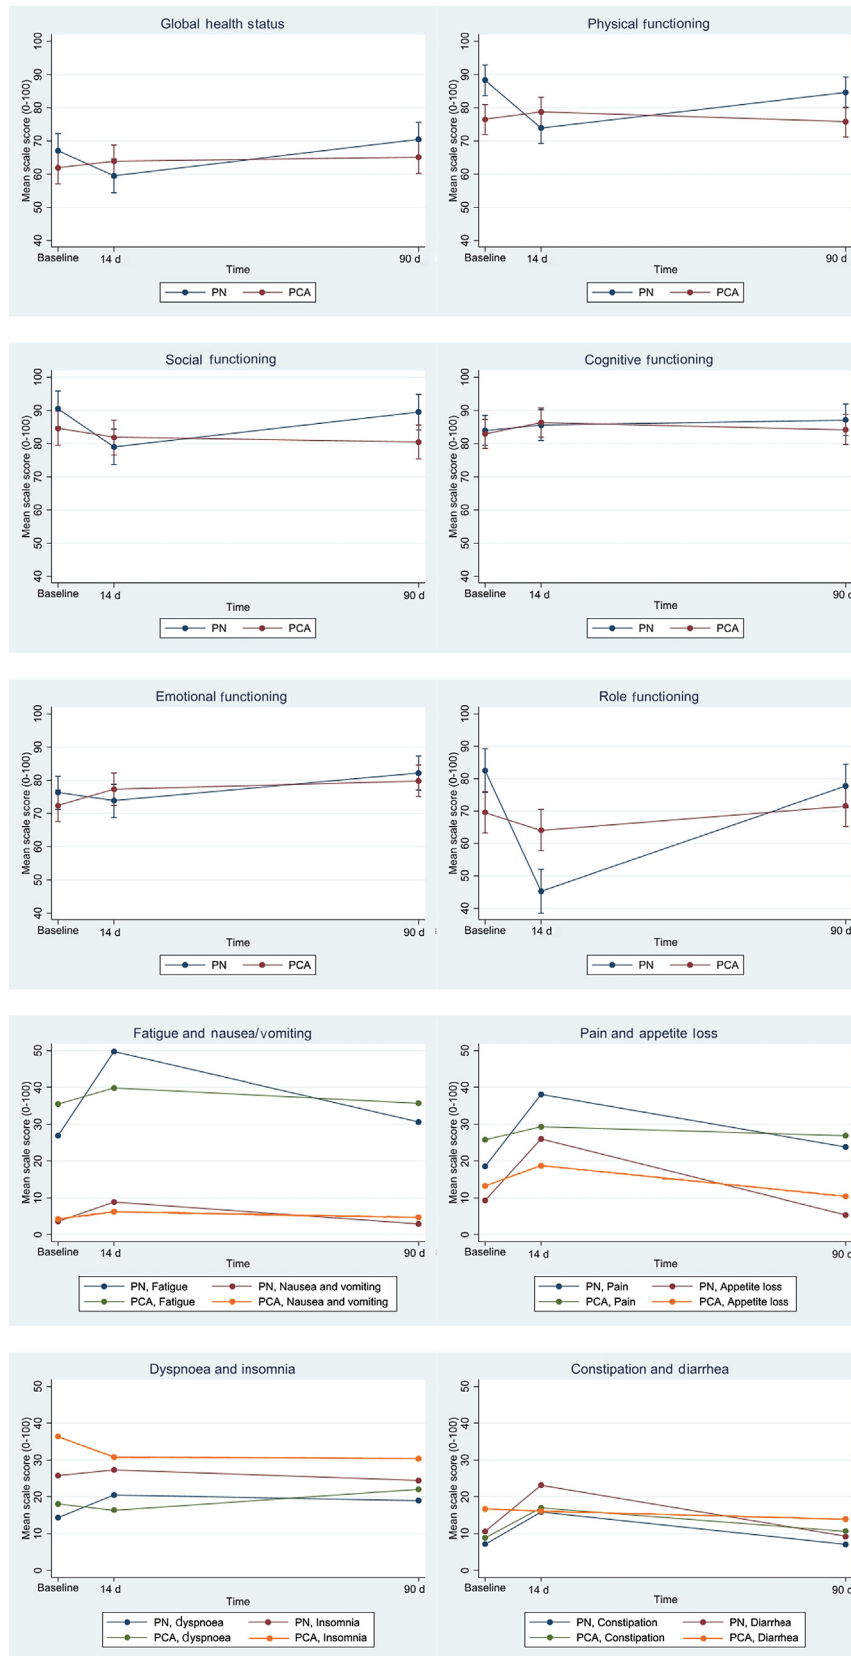 Global health status
Mean scale score (0-100)
100
90
80
70
60
50
40
Baseline 14 d 90 d
Time
PN PCA
Physical functioning
Mean scale score (0-100)
100
90
80
70
60
50
40
Baseline 14 d 90 d
Time
PN PCA
Social functioning
Mean scale score (0-100)
100
90
80
70
60
50
40
Baseline 14 d 90 d
Time
PN PCA
Cognitive functioning
Mean scale score (0-100)
100
90
80
70
60
50
40
Baseline 14 d 90 d
Time
PN PCA
Emotional functioning
Mean scale score (0-100)
100
90
80
70
60
50
40
Baseline 14 d 90 d
Time
PN PCA
Role functioning
Mean scale score (0-100)
100
90
80
70
60
50
40
Baseline 14 d 90 d
Time
PN PCA
Fatigue and nausea/vomiting
Mean scale score (0-100)
50
40
30
20
10
0
Baseline 14 d 90 d
Time
PN, Fatigue PN, Nausea and vomiting
PCA, Fatigue PCA, Nausea and vomiting
Pain and appetite loss
Mean scale score (0-100)
50
40
30
20
10
0
Baseline 14 d 90 d
Time
PN, Pain PN, Appetite loss
PCA, Pain PCA, Appetite loss
Dyspnoea and insomnia
Mean scale score (0-100)
50
40
30
20
10
0
Baseline 14 d 90 d
Time
PN, dyspnoea PN, Insomnia
PCA, dyspnoea PCA, Insomnia
Constipation and diarrhea
Mean scale score (0-100)
50
40
30
20
10
0
Baseline 14 d 90 d
Time
PN, Constipation PN, Diarrhea
PCA, Constipation PCA, Diarrhea